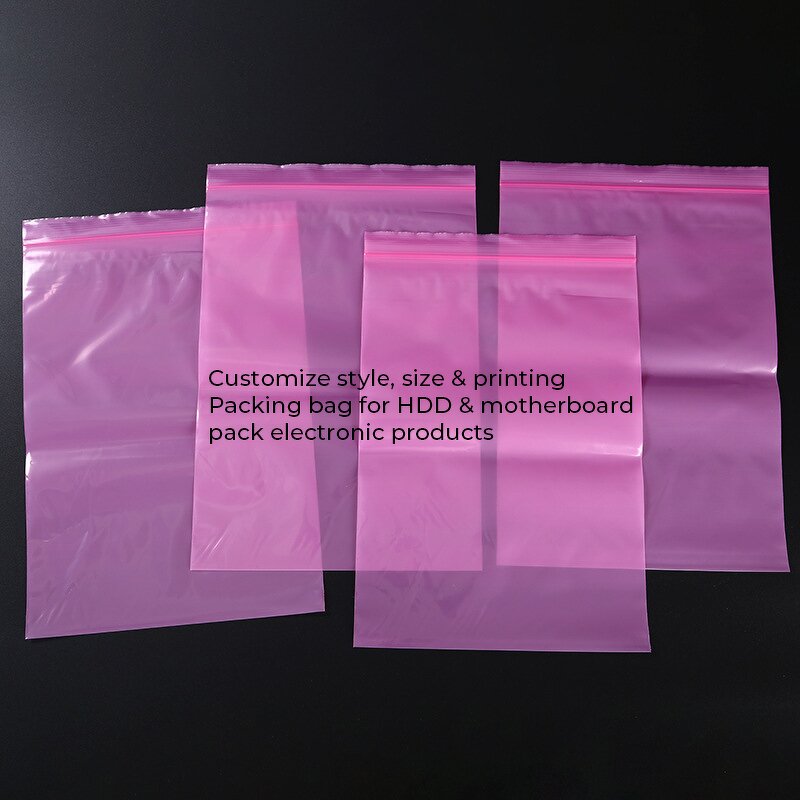 Customize style, size & printing
Packing bag for HDD & motherboard
pack electronic products